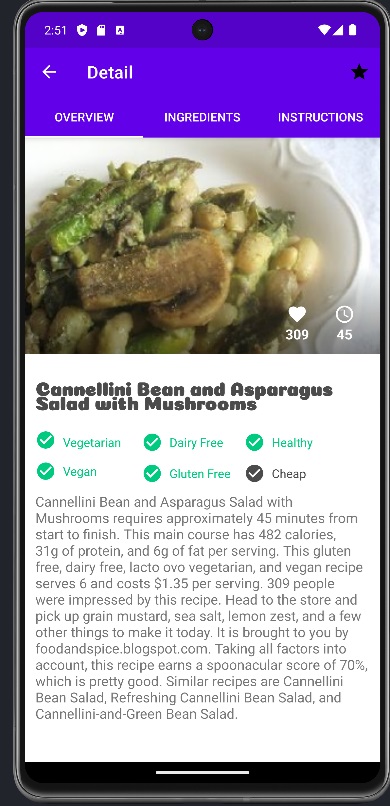 2:51
Detail
OVERVIEW INGREDIENTS INSTRUCTIONS
309 45
Cannellini Bean and Asparagus
Salad with Mushrooms
Vegetarian Dairy Free Healthy
Vegan Gluten Free Cheap
Cannellini Bean and Asparagus Salad with
Mushrooms requires approximately 45 minutes from
start to finish. This main course has 482 calories,
31g of protein, and 6g of fat per serving. This gluten
free, dairy free, lacto ovo vegetarian, and vegan recipe
serves 6 and costs $1.35 per serving. 309 people
were impressed by this recipe. Head to the store and
pick up grain mustard, sea salt, lemon zest, and a few
other things to make it today. It is brought to you by
foodandspice.blogspot.com. Taking all factors into
account, this recipe earns a spoonacular score of 70%,
which is pretty good. Similar recipes are Cannellini
Bean Salad, Refreshing Cannellini Bean Salad, and
Cannellini-and-Green Bean Salad.